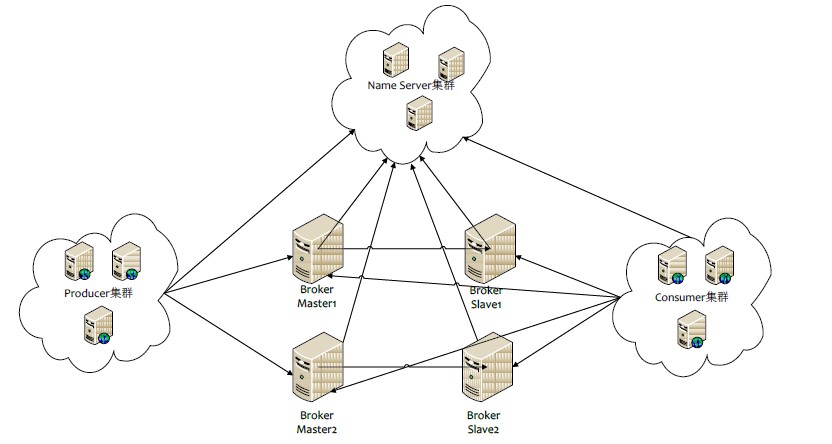 Name Server集群
Producer集群
Broker
Master1
Broker
Slave1
Consumer集群
Broker
Master2
Broker
Slave2